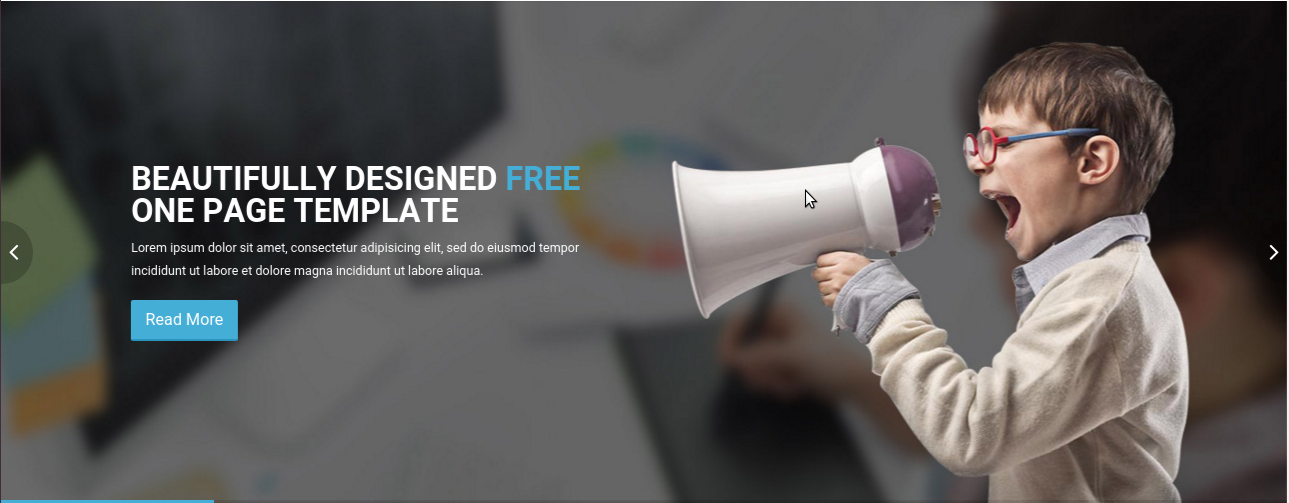 BEAUTIFULLY DESIGNED FREE
ONE PAGE TEMPLATE
Lorem ipsum dolor sit amet, consectetur adipisicing elit, sed do eiusmod tempor
incididunt ut labore et dolore magna incididunt ut labore aliqua.
Read More